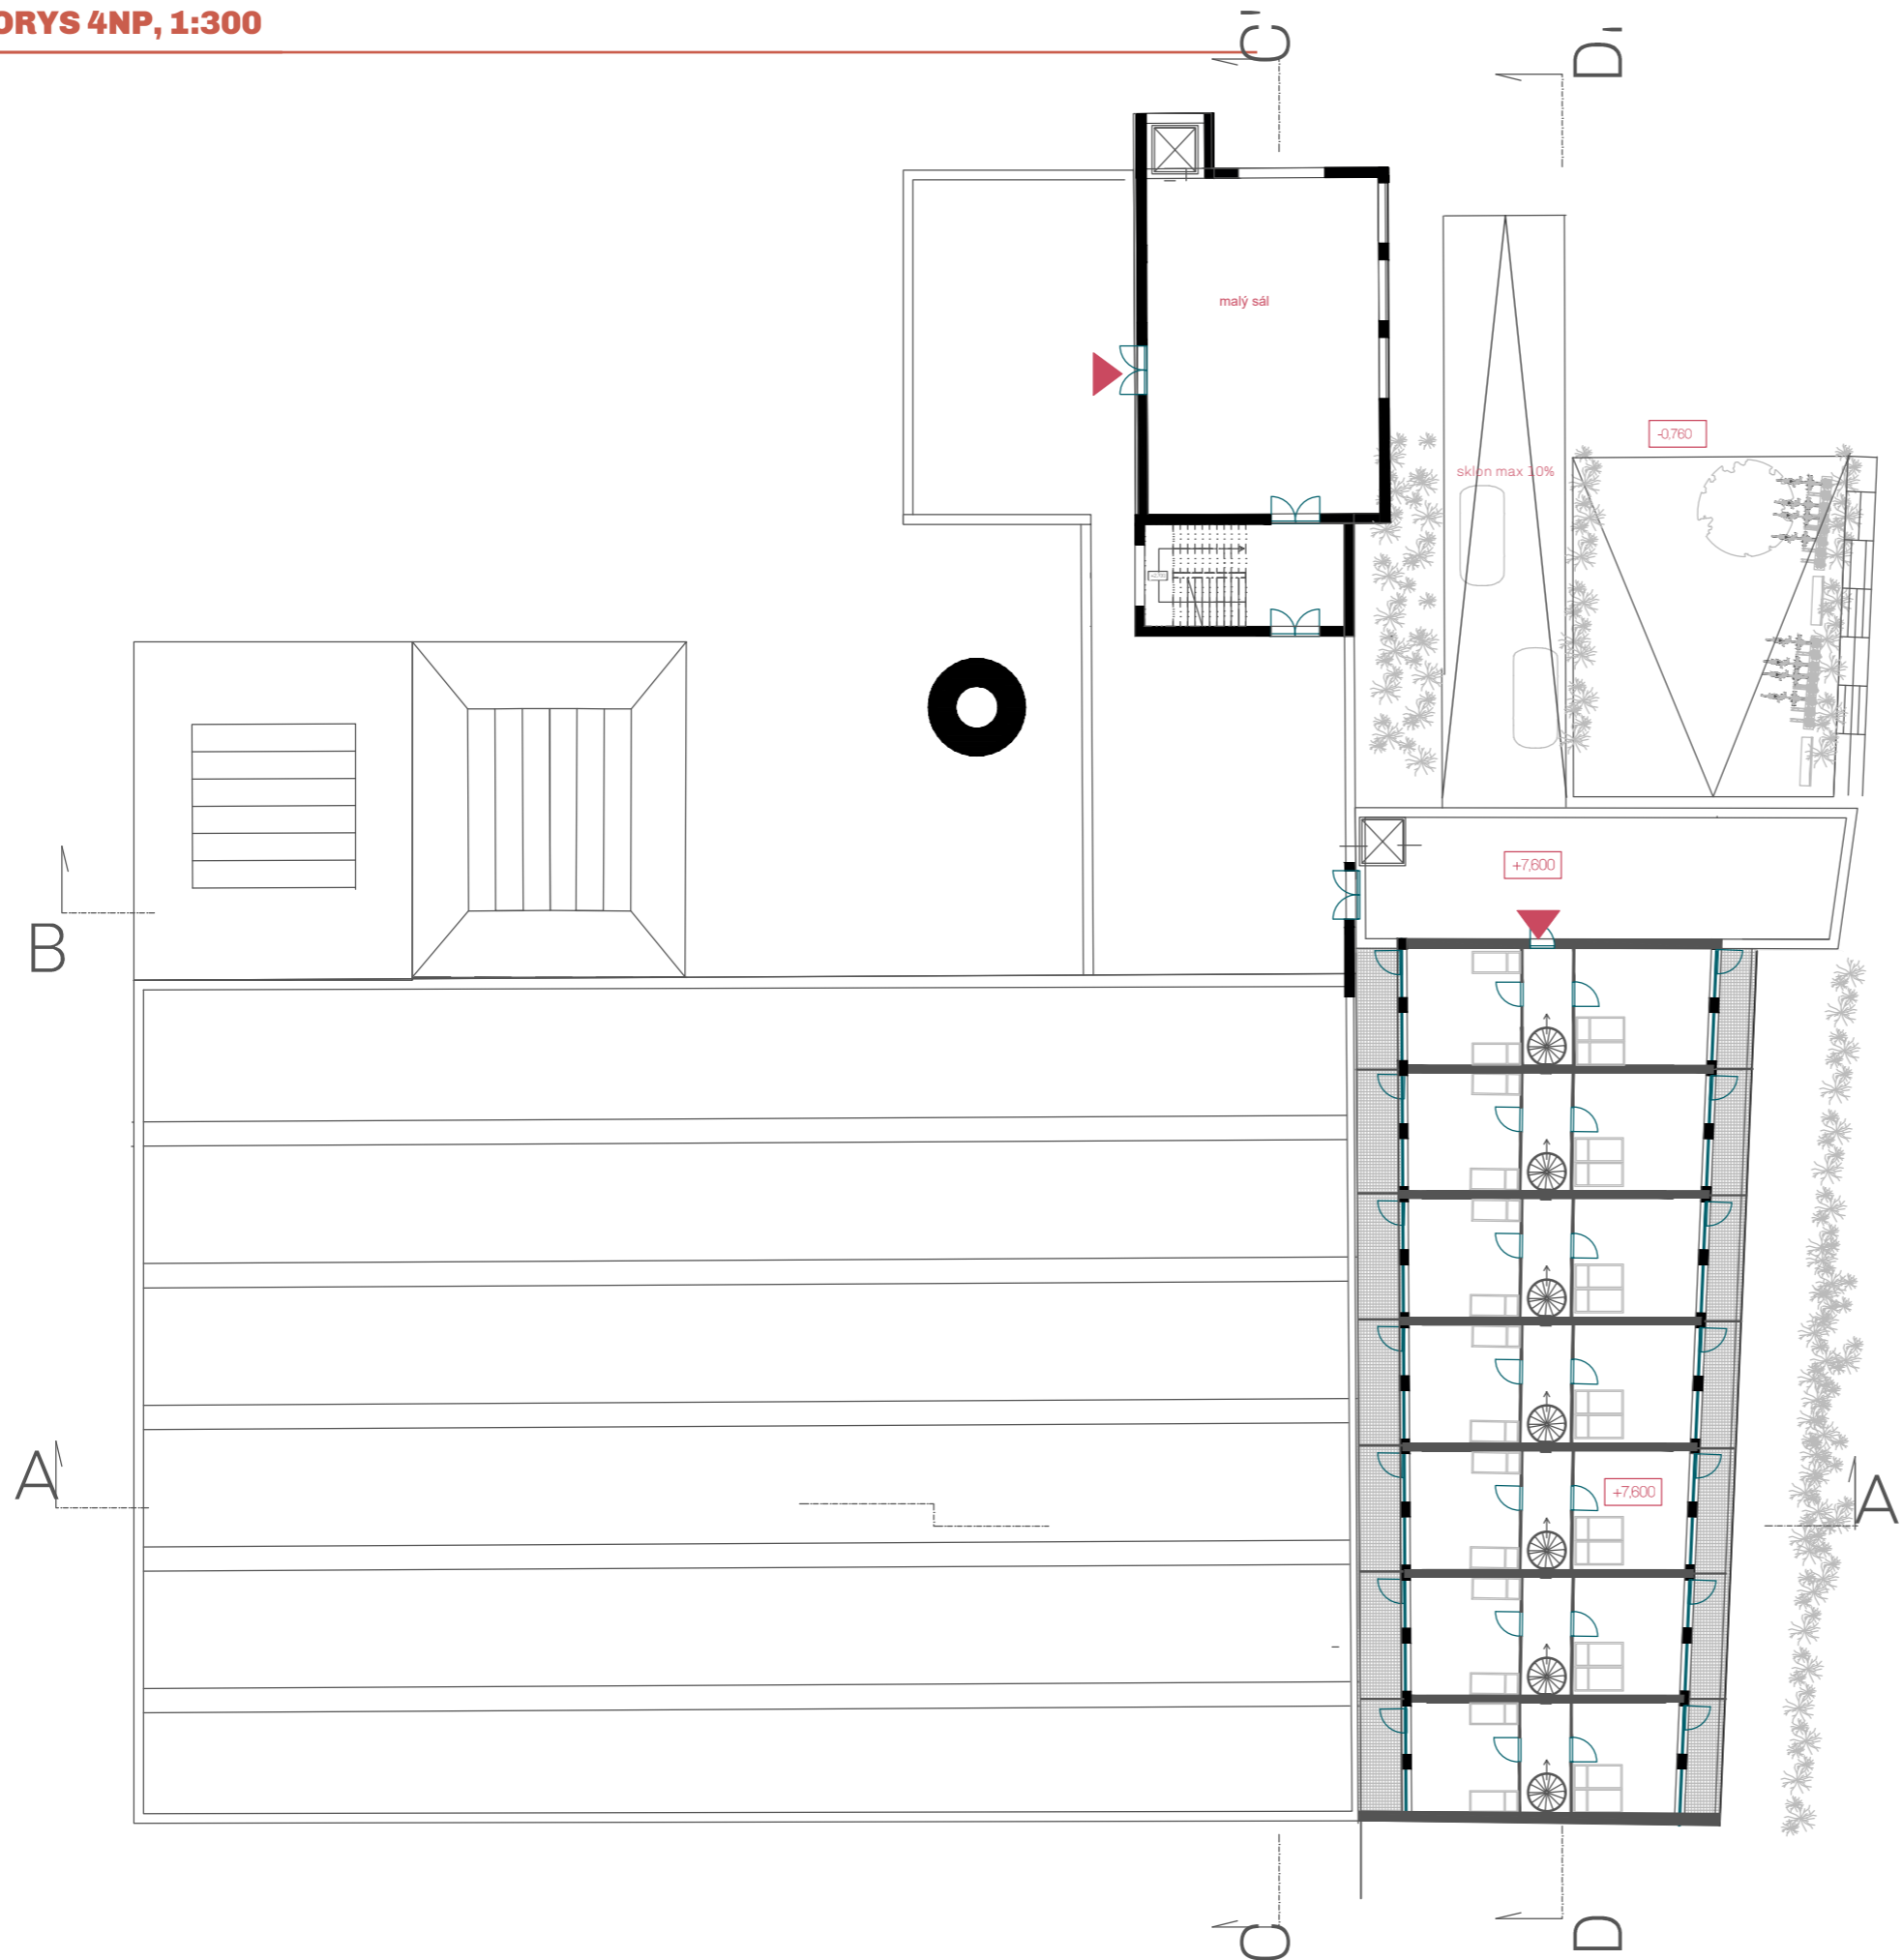 ORYS 4NP, 1:300
C'
D'
malý sál
-0,760
sklon max 10%
+7,600
B
A
+7,600
A
C
D